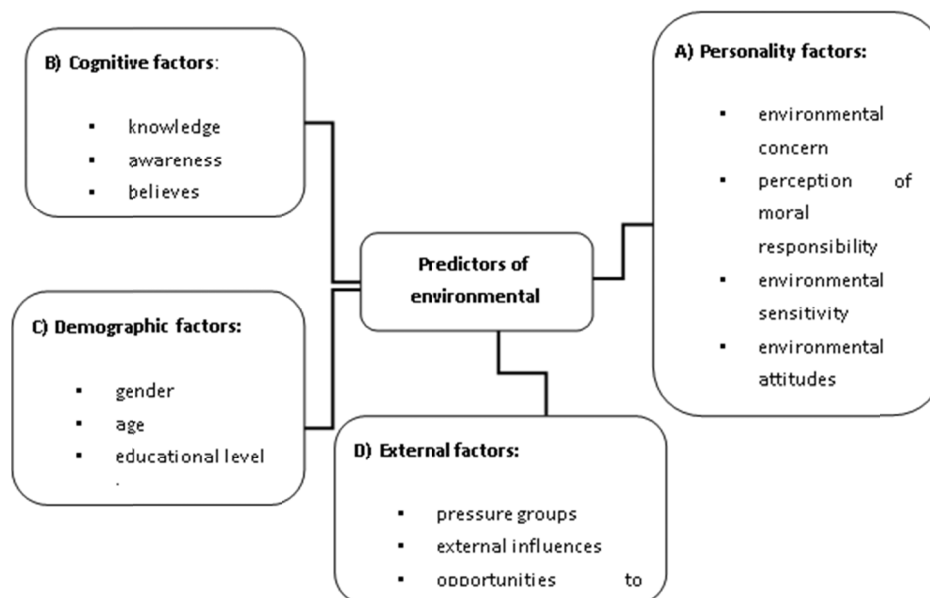 B) Cognitive factors:
▪ knowledge
▪ awareness
▪ believes
A) Personality factors:
▪ environmental
concern
▪ perception of
moral
responsibility
▪ environmental
sensitivity
▪ environmental
attitudes
Predictors of
environmental
C) Demographic factors:
▪ gender
▪ age
▪ educational level
.
D) External factors:
▪ pressure groups
▪ external influences
▪ opportunities to